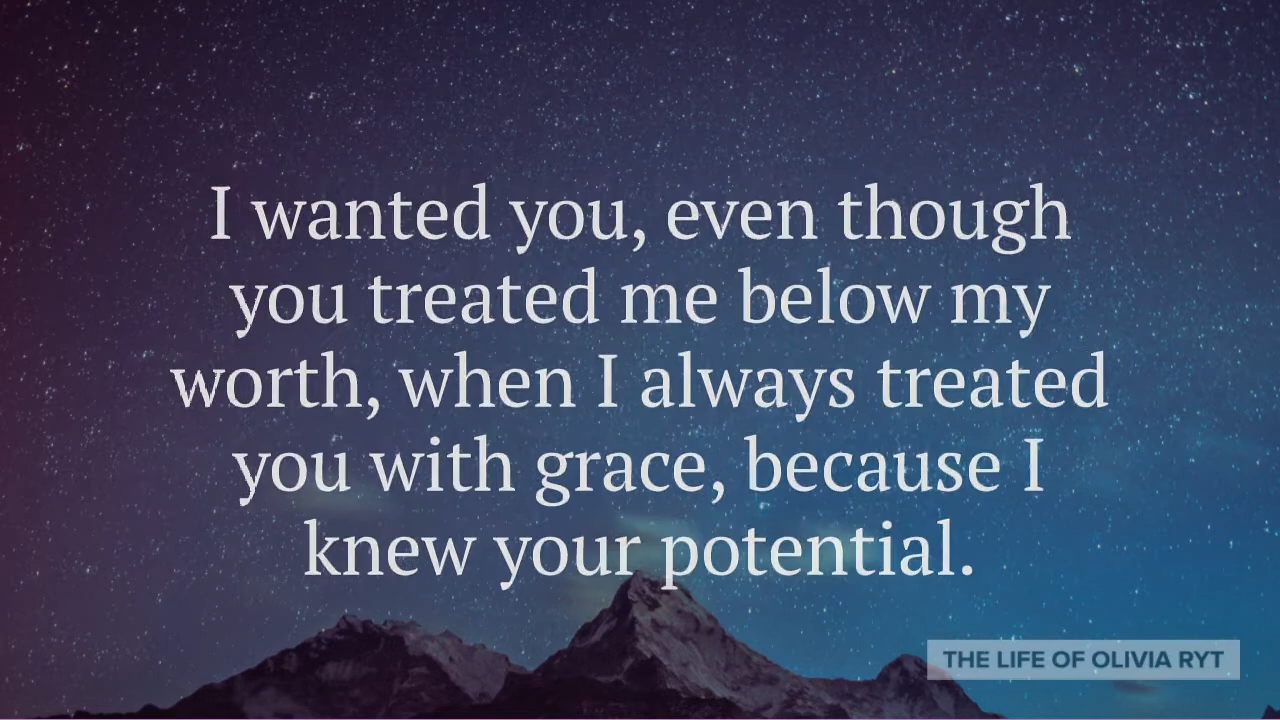 I wanted you, even though
you treated me below my
worth, when I always treated
you with grace, because I
knew your potential.
THE LIFE OF OLIVIA RYT